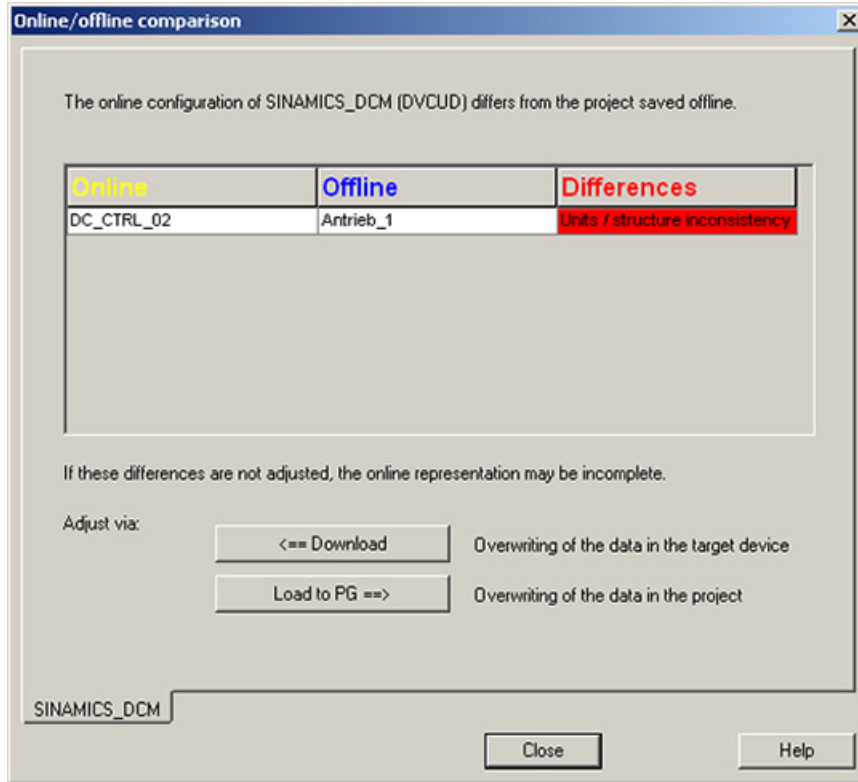 Online/offline comparison
The online configuration of SINAMICS_DCM (DVCUD) differs from the project saved offline.
Online Offline Differences
DC_CTRL_02 Antrieb_1 Units / structure inconsistency
If these differences are not adjusted, the online representation may be incomplete.
Adjust via:
<== Download Overwriting of the data in the target device
Load to PG ==> Overwriting of the data in the project
SINAMICS_DCM
Close Help